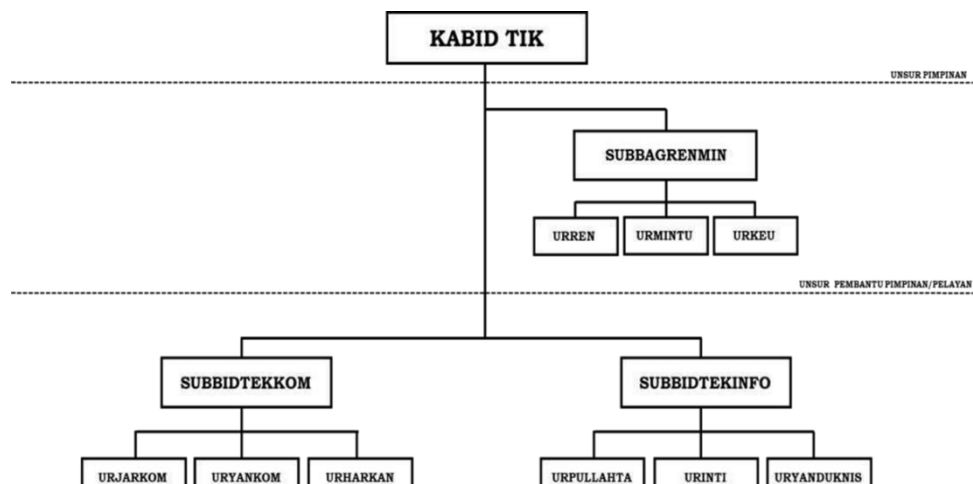 KABID TIK
UNSUR PIMPINAN
SUBBAGRENMIN
URREN
URMINTU
URKEU
UNSUR PEMBANTU PIMPINAN/PELAYAN
SUBBIDTEKKOM
SUBBIDTEKINFO
URJARKOM
URYANKOM
URHARKAN
URPULLAHTA
URINTI
URYANDUKNIS